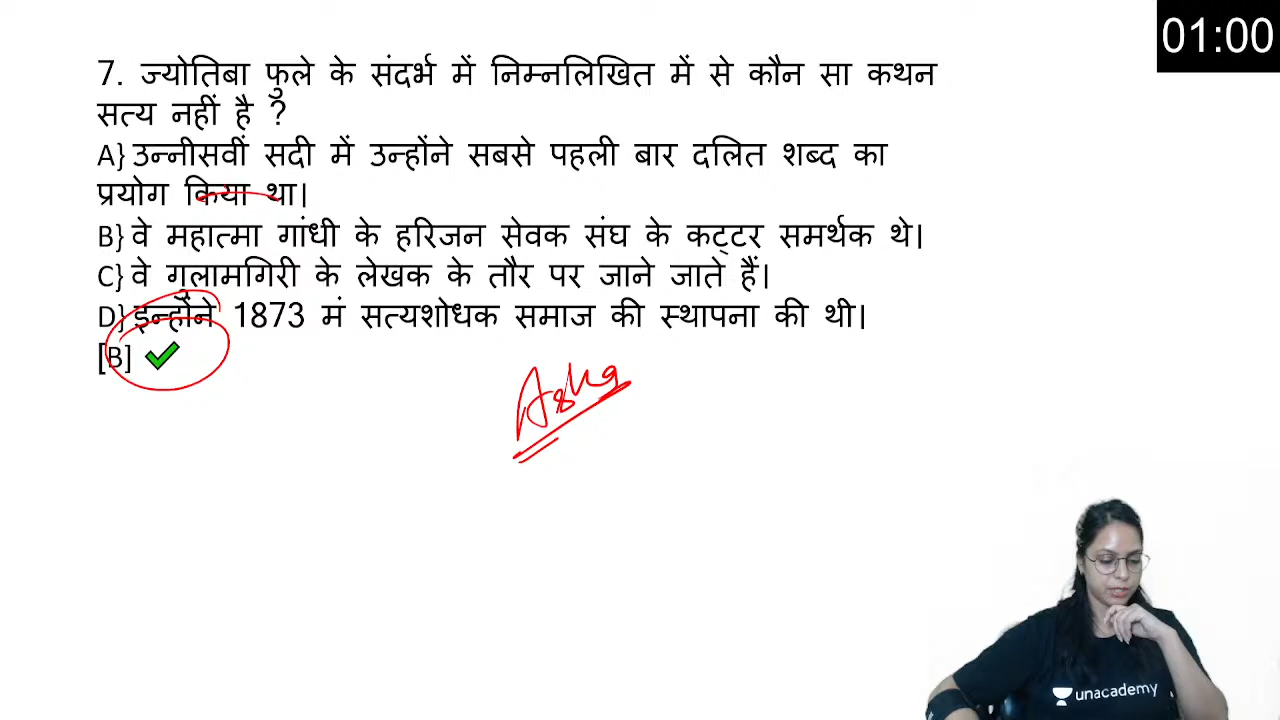 01:00
7. ज्योतिबा फुले के संदर्भ में निम्नलिखित में से कौन सा कथन
सत्य नहीं है ?
A} उन्नीसवीं सदी में उन्होंने सबसे पहली बार दलित शब्द का
प्रयोग किया था।
B} वे महात्मा गांधी के हरिजन सेवक संघ के कट्टर समर्थक थे।
C} वे गुलामगिरी के लेखक के तौर पर जाने जाते हैं।
D} इन्होंने 1873 मं सत्यशोधक समाज की स्थापना की थी।
[B]
unacademy